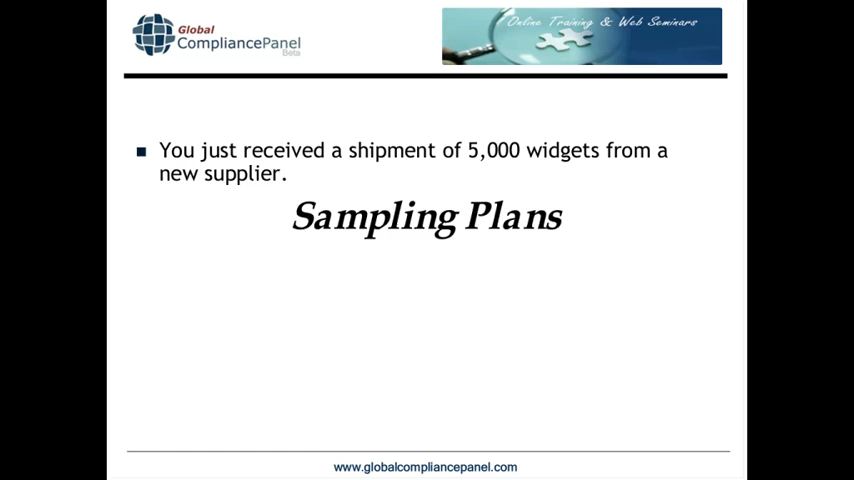 Global
CompliancePanel
Beta
Online Training & Web Seminars
You just received a shipment of 5,000 widgets from a
new supplier.
Sampling Plans
www.globalcompliancepanel.com